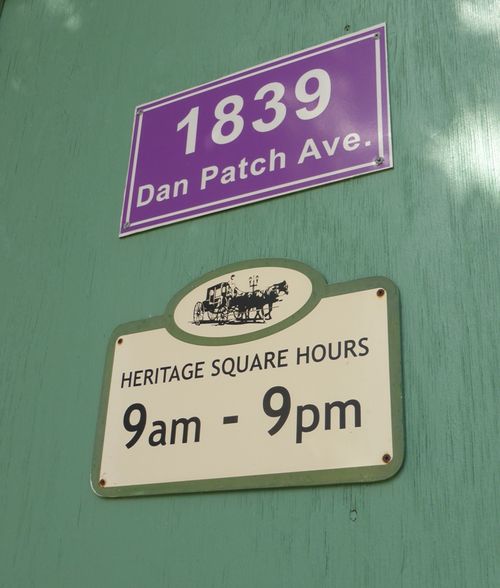 1839
Dan Patch Ave.
HERITAGE SQUARE HOURS
9am - 9pm